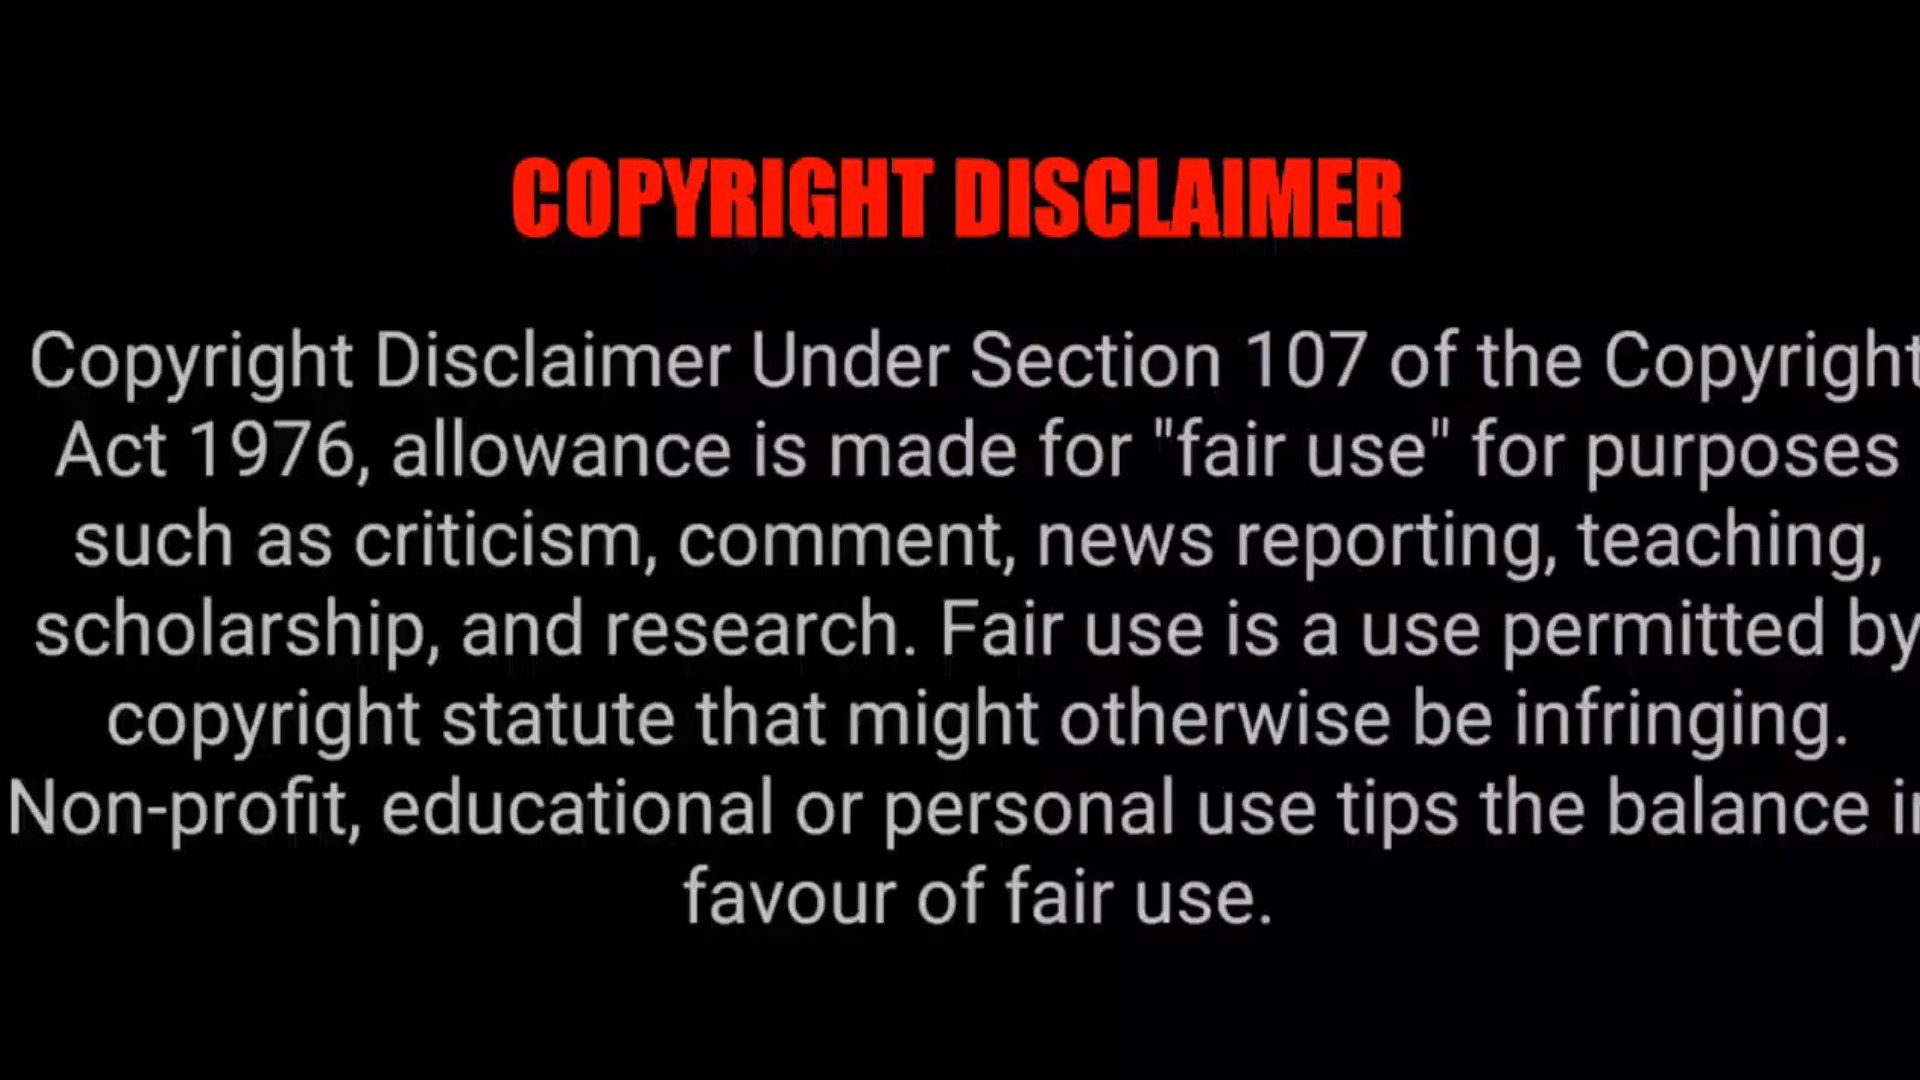 COPYRIGHT DISCLAIMER
Copyright Disclaimer Under Section 107 of the Copyright
Act 1976, allowance is made for "fair use" for purposes
such as criticism, comment, news reporting, teaching,
scholarship, and research. Fair use is a use permitted by
copyright statute that might otherwise be infringing.
Non-profit, educational or personal use tips the balance in
favour of fair use.